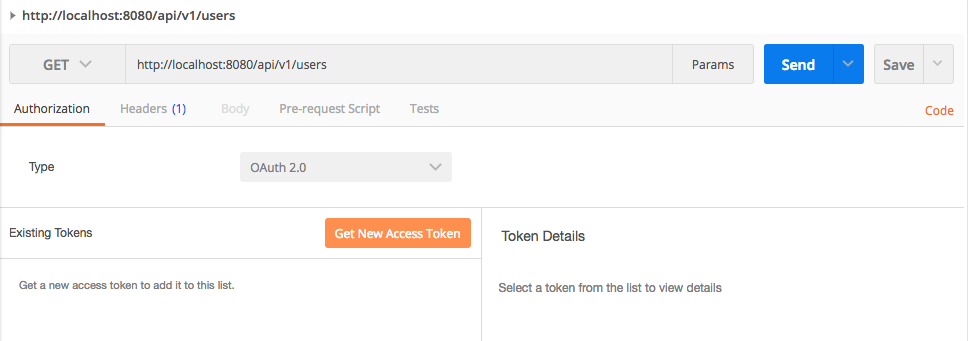 http://localhost:8080/api/v1/users
GET http://localhost:8080/api/v1/users Params Send Save
Authorization Headers (1) Body Pre-request Script Tests Code
Type OAuth 2.0
Existing Tokens Get New Access Token Token Details
Get a new access token to add it to this list. Select a token from the list to view details